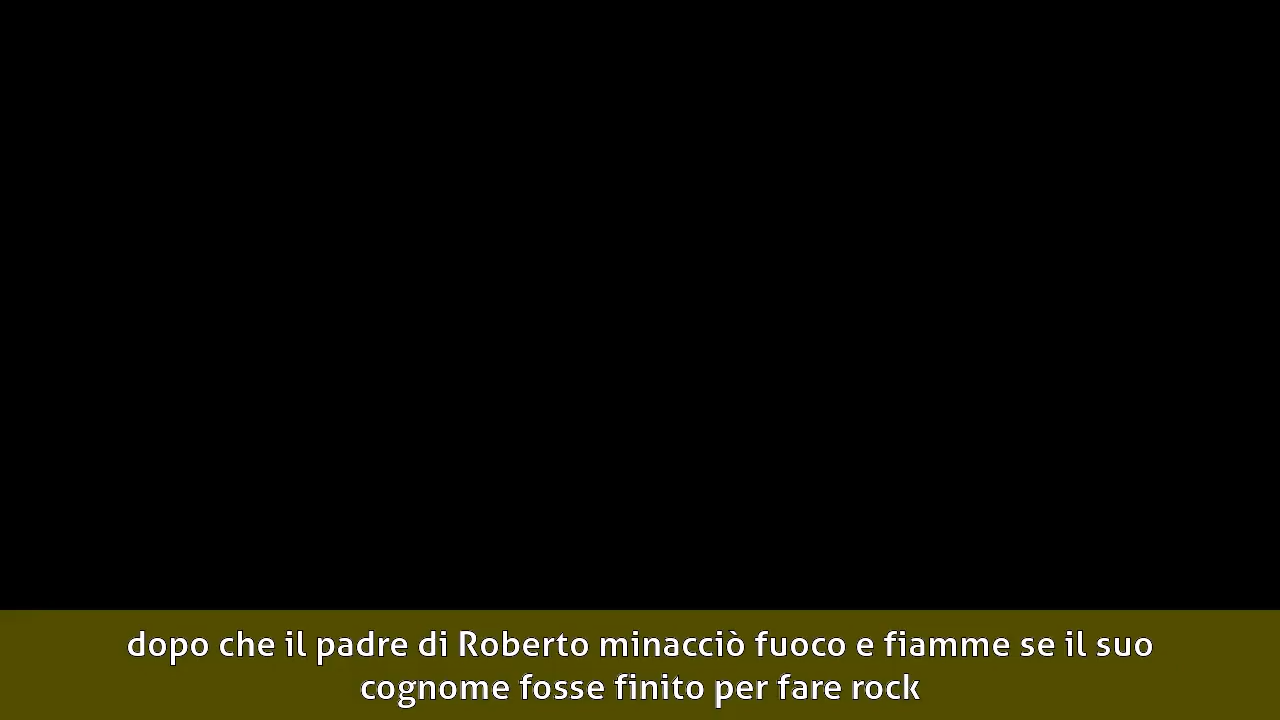 dopo che il padre di Roberto minacciò fuoco e fiamme se il suo
cognome fosse finito per fare rock